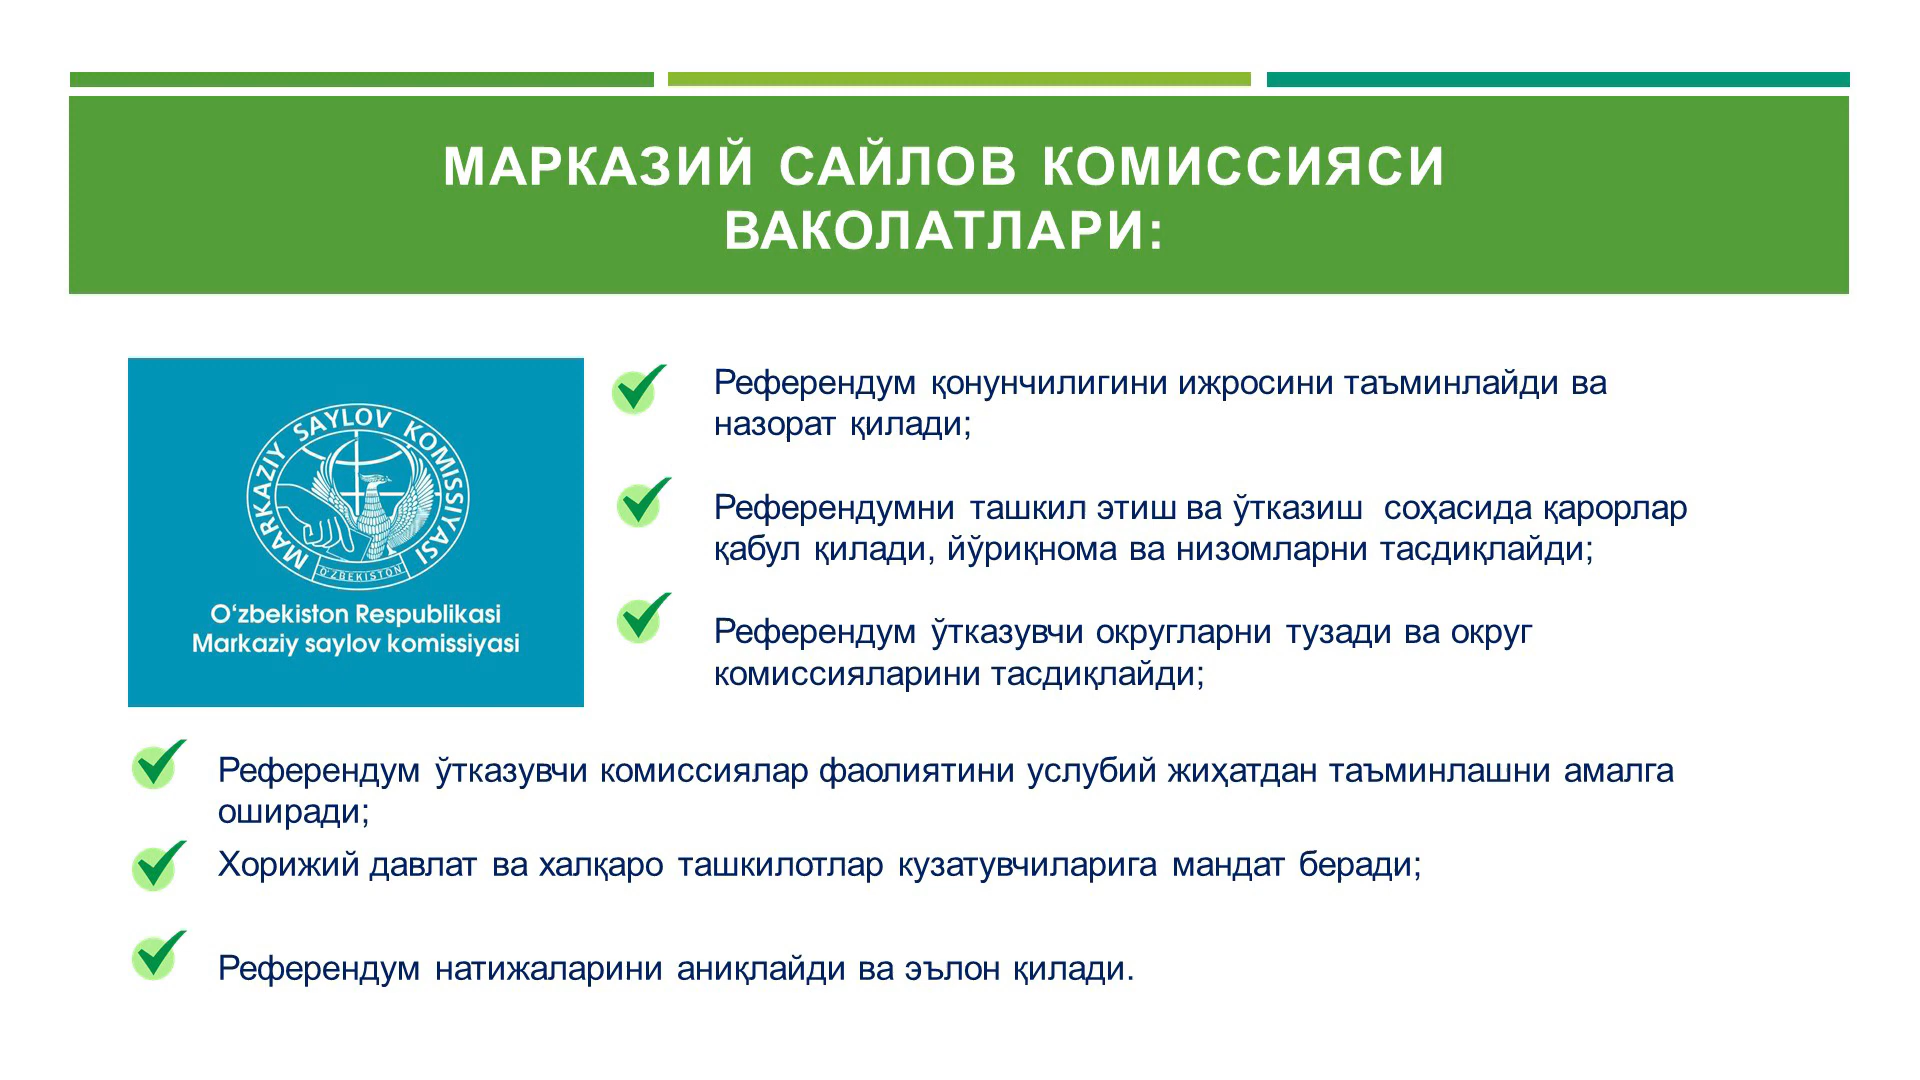 МАРКАЗИЙ САЙЛОВ КОМИССИЯСИ
ВАКОЛАТЛАРИ:
MARKAZIY SAYLOV KOMISSIYASI
O‘ZBEKISTON
O‘zbekiston Respublikasi
Markaziy saylov komissiyasi
Референдум қонунчилигини ижросини таъминлайди ва
назорат қилади;
Референдумни ташкил этиш ва ўтказиш соҳасида қарорлар
қабул қилади, йўриқнома ва низомларни тасдиқлайди;
Референдум ўтказувчи округларни тузади ва округ
комиссияларини тасдиқлайди;
Референдум ўтказувчи комиссиялар фаолиятини услубий жиҳатдан таъминлашни амалга
оширади;
Хорижий давлат ва халқаро ташкилотлар кузатувчиларига мандат беради;
Референдум натижаларини аниқлайди ва эълон қилади.